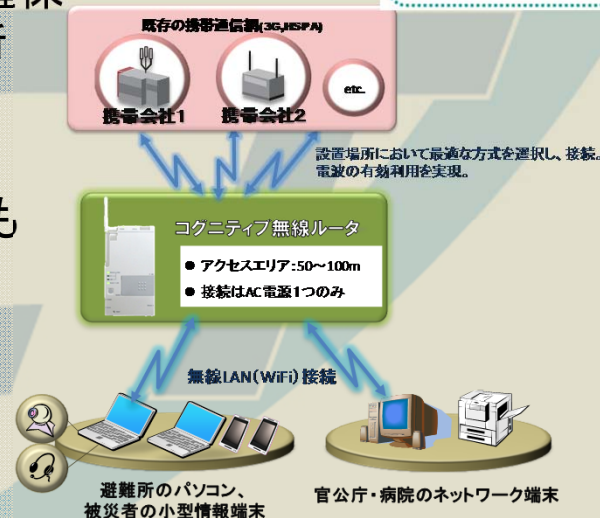 既存の携帯通信網(3G,HSPA)
携帯会社1
携帯会社2
etc.
設置場所において最適な方式を選択し、接続。
電波の有効利用を実現。
も
コグニティブ無線ルータ
● アクセスエリア:50～100m
● 接続はAC電源1つのみ
無線LAN(WiFi)接続
避難所のパソコン、
被災者の小型情報端末
官公庁・病院のネットワーク端末